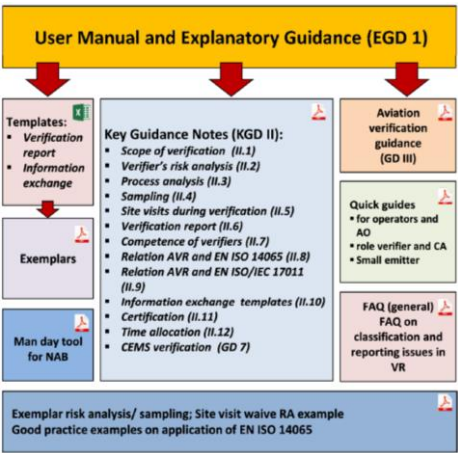 User Manual and Explanatory Guidance (EGD 1)
Templates:
▪ Verification
report
▪ Information
exchange
Exemplars
Man day tool
for NAB
Key Guidance Notes (KGD II):
▪ Scope of verification (II.1)
▪ Verifier's risk analysis (II.2)
▪ Process analysis (II.3)
▪ Sampling (II.4)
▪ Site visits during verification (II.5)
▪ Verification report (II.6)
▪ Competence of verifiers (II.7)
▪ Relation AVR and EN ISO 14065 (II.8)
▪ Relation AVR and EN ISO/IEC 17011
(II.9)
▪ Information exchange templates (II.10)
▪ Certification (II.11)
▪ Time allocation (II.12)
▪ CEMS verification (GD 7)
Aviation
verification
guidance
(GD III)
Quick guides
▪ for operators and
AO
▪ role verifier and CA
▪ Small emitter
FAQ (general)
FAQ on
classification and
reporting issues in
VR
Exemplar risk analysis/ sampling; Site visit waive RA example
Good practice examples on application of EN ISO 14065